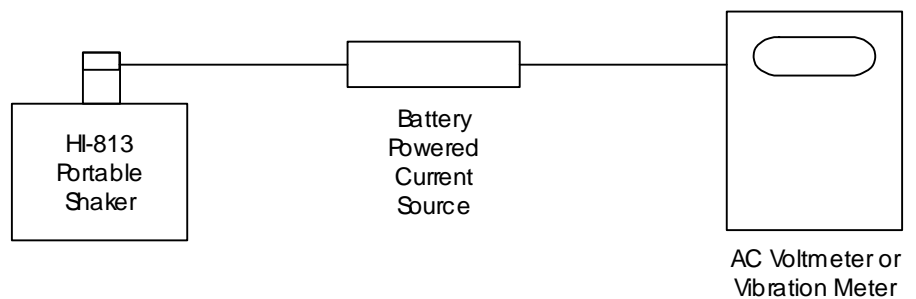 HI-813
Portable
Shaker
Battery
Powered
Current
Source
AC Voltmeter or
Vibration Meter